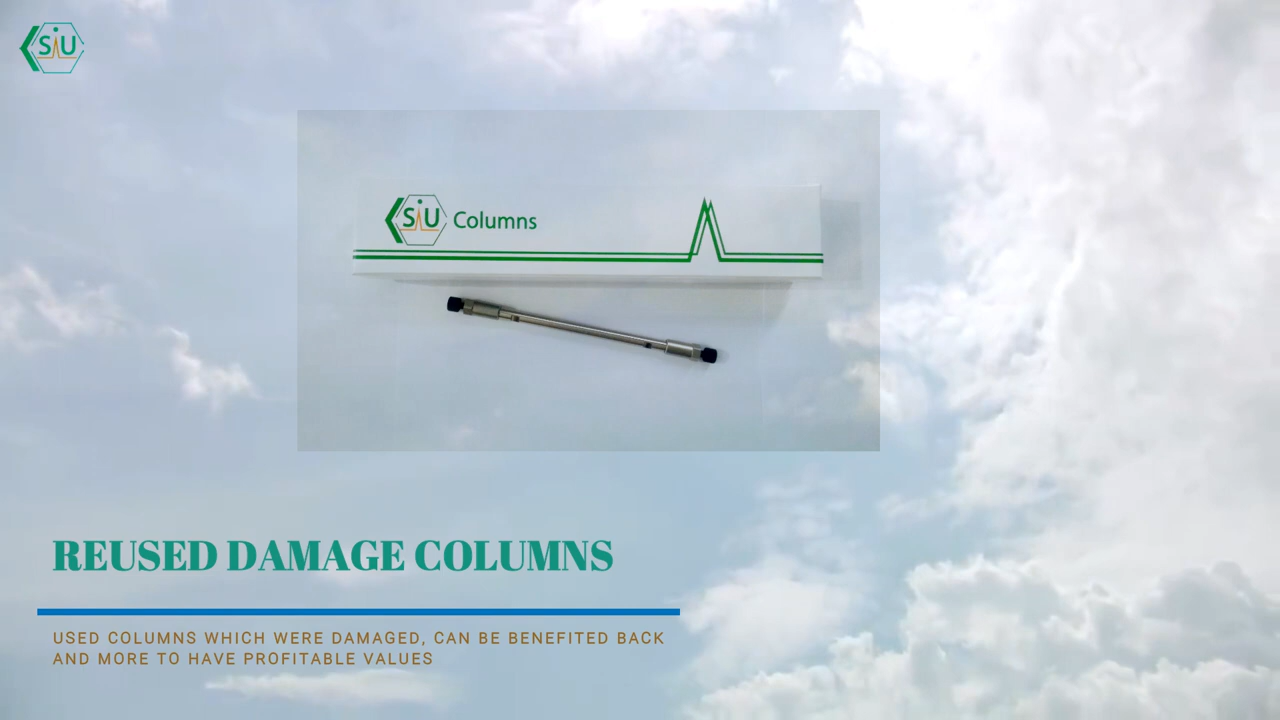 SiU
SiU Columns
REUSED DAMAGE COLUMNS
USED COLUMNS WHICH WERE DAMAGED, CAN BE BENEFITED BACK
AND MORE TO HAVE PROFITABLE VALUES